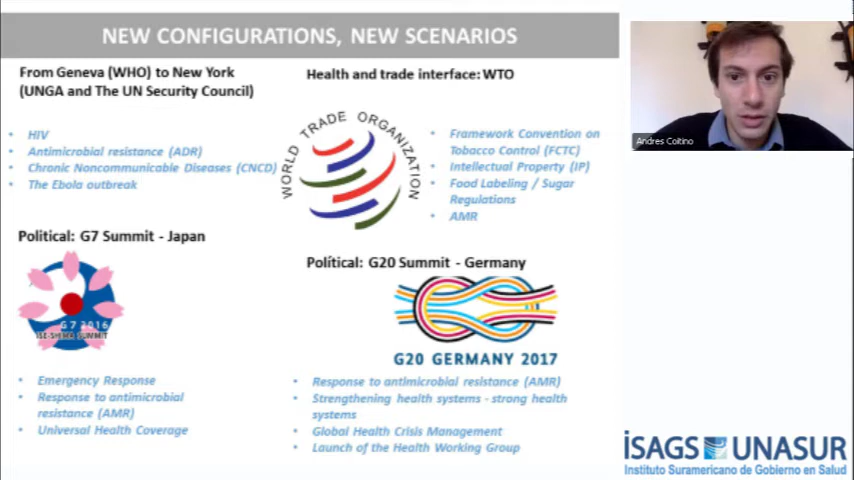 NEW CONFIGURATIONS, NEW SCENARIOS
From Geneva (WHO) to New York
(UNGA and The UN Security Council)
• HIV
• Antimicrobial resistance (ADR)
• Chronic Noncommunicable Diseases (CNCD)
• The Ebola outbreak
Health and trade interface: WTO
WORLD TRADE ORGANIZATION
• Framework Convention on
Tobacco Control (FCTC)
• Intellectual Property (IP)
• Food Labeling / Sugar
Regulations
• AMR
Political: G7 Summit - Japan
G7 2016
ISE-SHIMA SUMMIT
• Emergency Response
• Response to antimicrobial
resistance (AMR)
• Universal Health Coverage
Polítical: G20 Summit - Germany
G20 GERMANY 2017
• Response to antimicrobial resistance (AMR)
• Strengthening health systems - strong health
systems
• Global Health Crisis Management
• Launch of the Health Working Group
Andres Coitino
ISAGS UNASUR
Instituto Suramericano de Gobierno en Salud